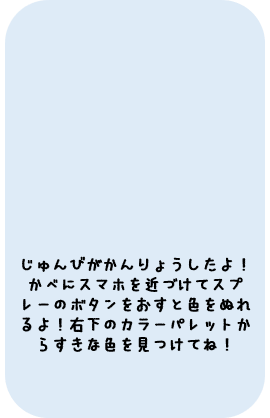 じゅんびがかんりょうしたよ！
かべにスマホを近づけてスプ
レーのボタンをおすと色をぬれ
るよ！右下のカラーパレットか
らすきな色を見つけてね！